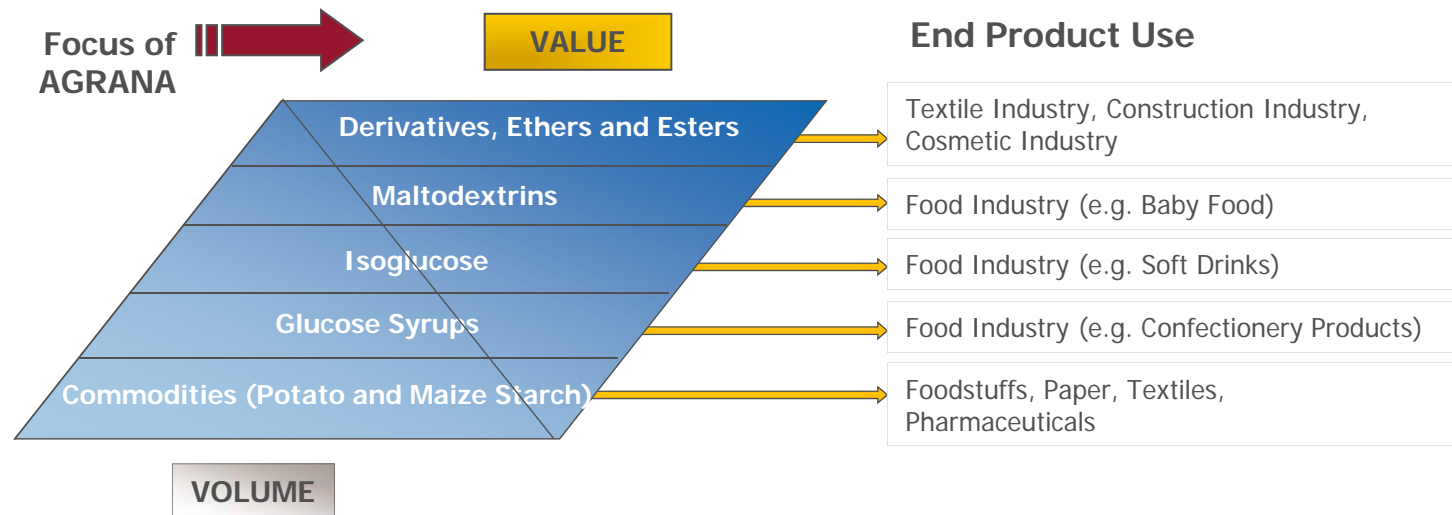 Focus of
AGRANA
VALUE
End Product Use
Derivatives, Ethers and Esters
Textile Industry, Construction Industry,
Cosmetic Industry
Maltodextrins
Food Industry (e.g. Baby Food)
Isoglucose
Food Industry (e.g. Soft Drinks)
Glucose Syrups
Food Industry (e.g. Confectionery Products)
Commodities (Potato and Maize Starch)
Foodstuffs, Paper, Textiles,
Pharmaceuticals
VOLUME